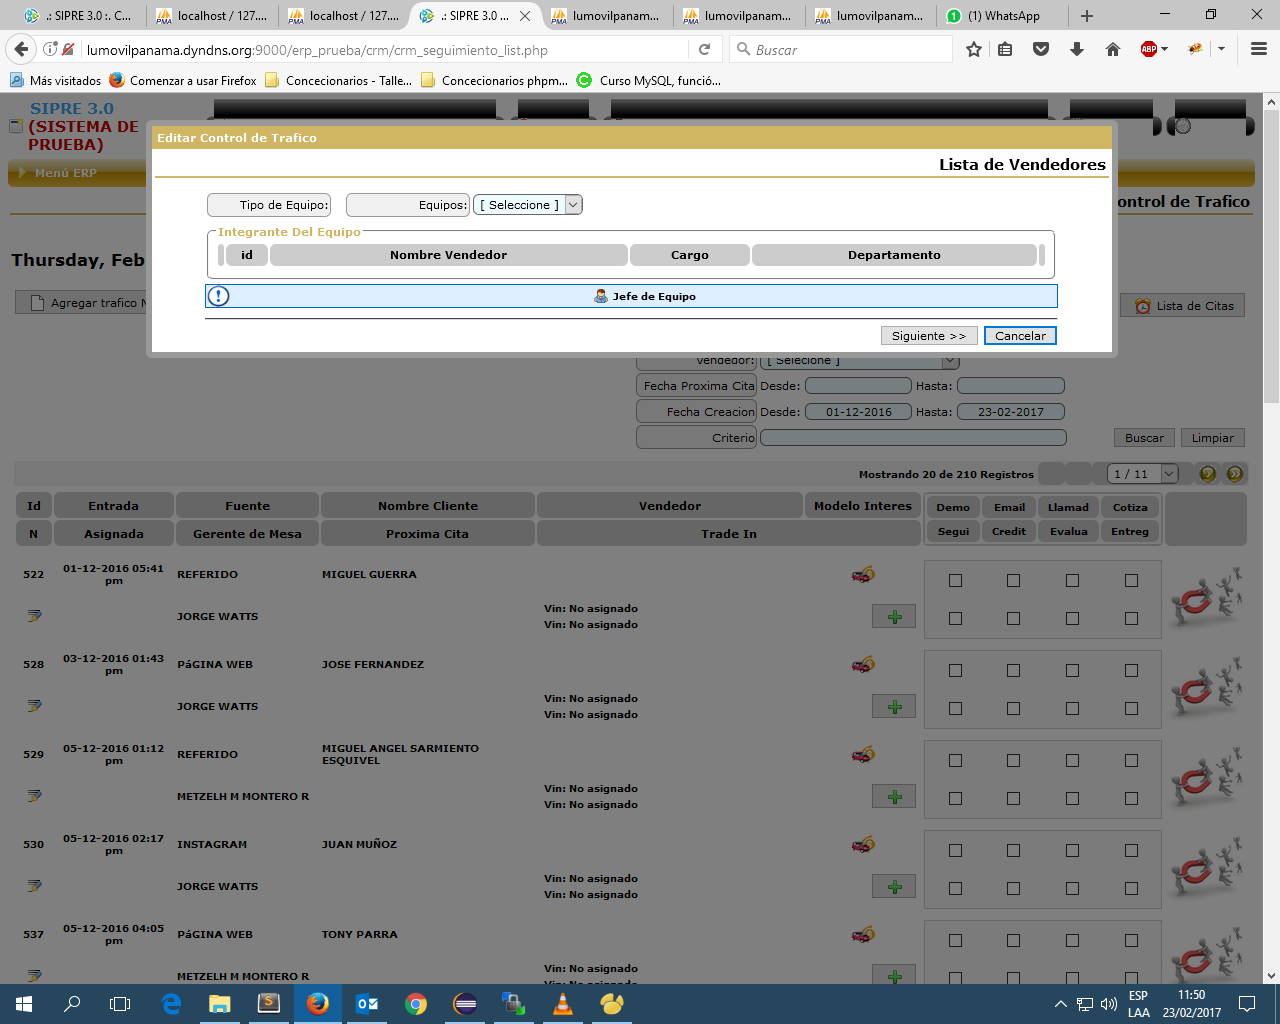 .: SIPRE 3.0 :. C...
localhost / 127....
localhost / 127....
.: SIPRE 3.0 ...
lumovilpanam...
lumovilpanam...
lumovilpanam...
(1) WhatsApp
lumovilpanama.dyndns.org:9000/erp_prueba/crm/crm_seguimiento_list.php
Buscar
ABP
Más visitados
Comenzar a usar Firefox
Concecionarios - Talle...
Concecionarios phpm...
Curso MySQL, funció...
SIPRE 3.0
(SISTEMA DE
PRUEBA)
Menú ERP
Editar Control de Trafico
Lista de Vendedores
Tipo de Equipo:
Equipos:
[ Seleccione ]
Integrante Del Equipo
id
Nombre Vendedor
Cargo
Departamento
Jefe de Equipo
Siguiente >>
Cancelar
ontrol de Trafico
Thursday, Feb
Agregar trafico N
Lista de Citas
Vendedor:
[ Selecione ]
Fecha Proxima Cita
Desde:
Hasta:
Fecha Creacion
Desde:
01-12-2016
Hasta:
23-02-2017
Criterio
Buscar
Limpiar
Mostrando 20 de 210 Registros
1 / 11
Id Entrada Fuente Nombre Cliente Vendedor Modelo Interes Demo Email Llamad Cotiza
N Asignada Gerente de Mesa Proxima Cita Trade In Segui Credit Evalua Entreg
522 01-12-2016 05:41 pm REFERIDO MIGUEL GUERRA
JORGE WATTS
Vin: No asignado
Vin: No asignado
528 03-12-2016 01:43 pm PáGINA WEB JOSE FERNANDEZ
JORGE WATTS
Vin: No asignado
Vin: No asignado
529 05-12-2016 01:12 pm REFERIDO MIGUEL ANGEL SARMIENTO ESQUIVEL
METZELH M MONTERO R
Vin: No asignado
Vin: No asignado
530 05-12-2016 02:17 pm INSTAGRAM JUAN MUÑOZ
JORGE WATTS
Vin: No asignado
Vin: No asignado
537 05-12-2016 04:05 pm PáGINA WEB TONY PARRA
METZELH M MONTERO R
Vin: No asignado
ESP
LAA
11:50
23/02/2017